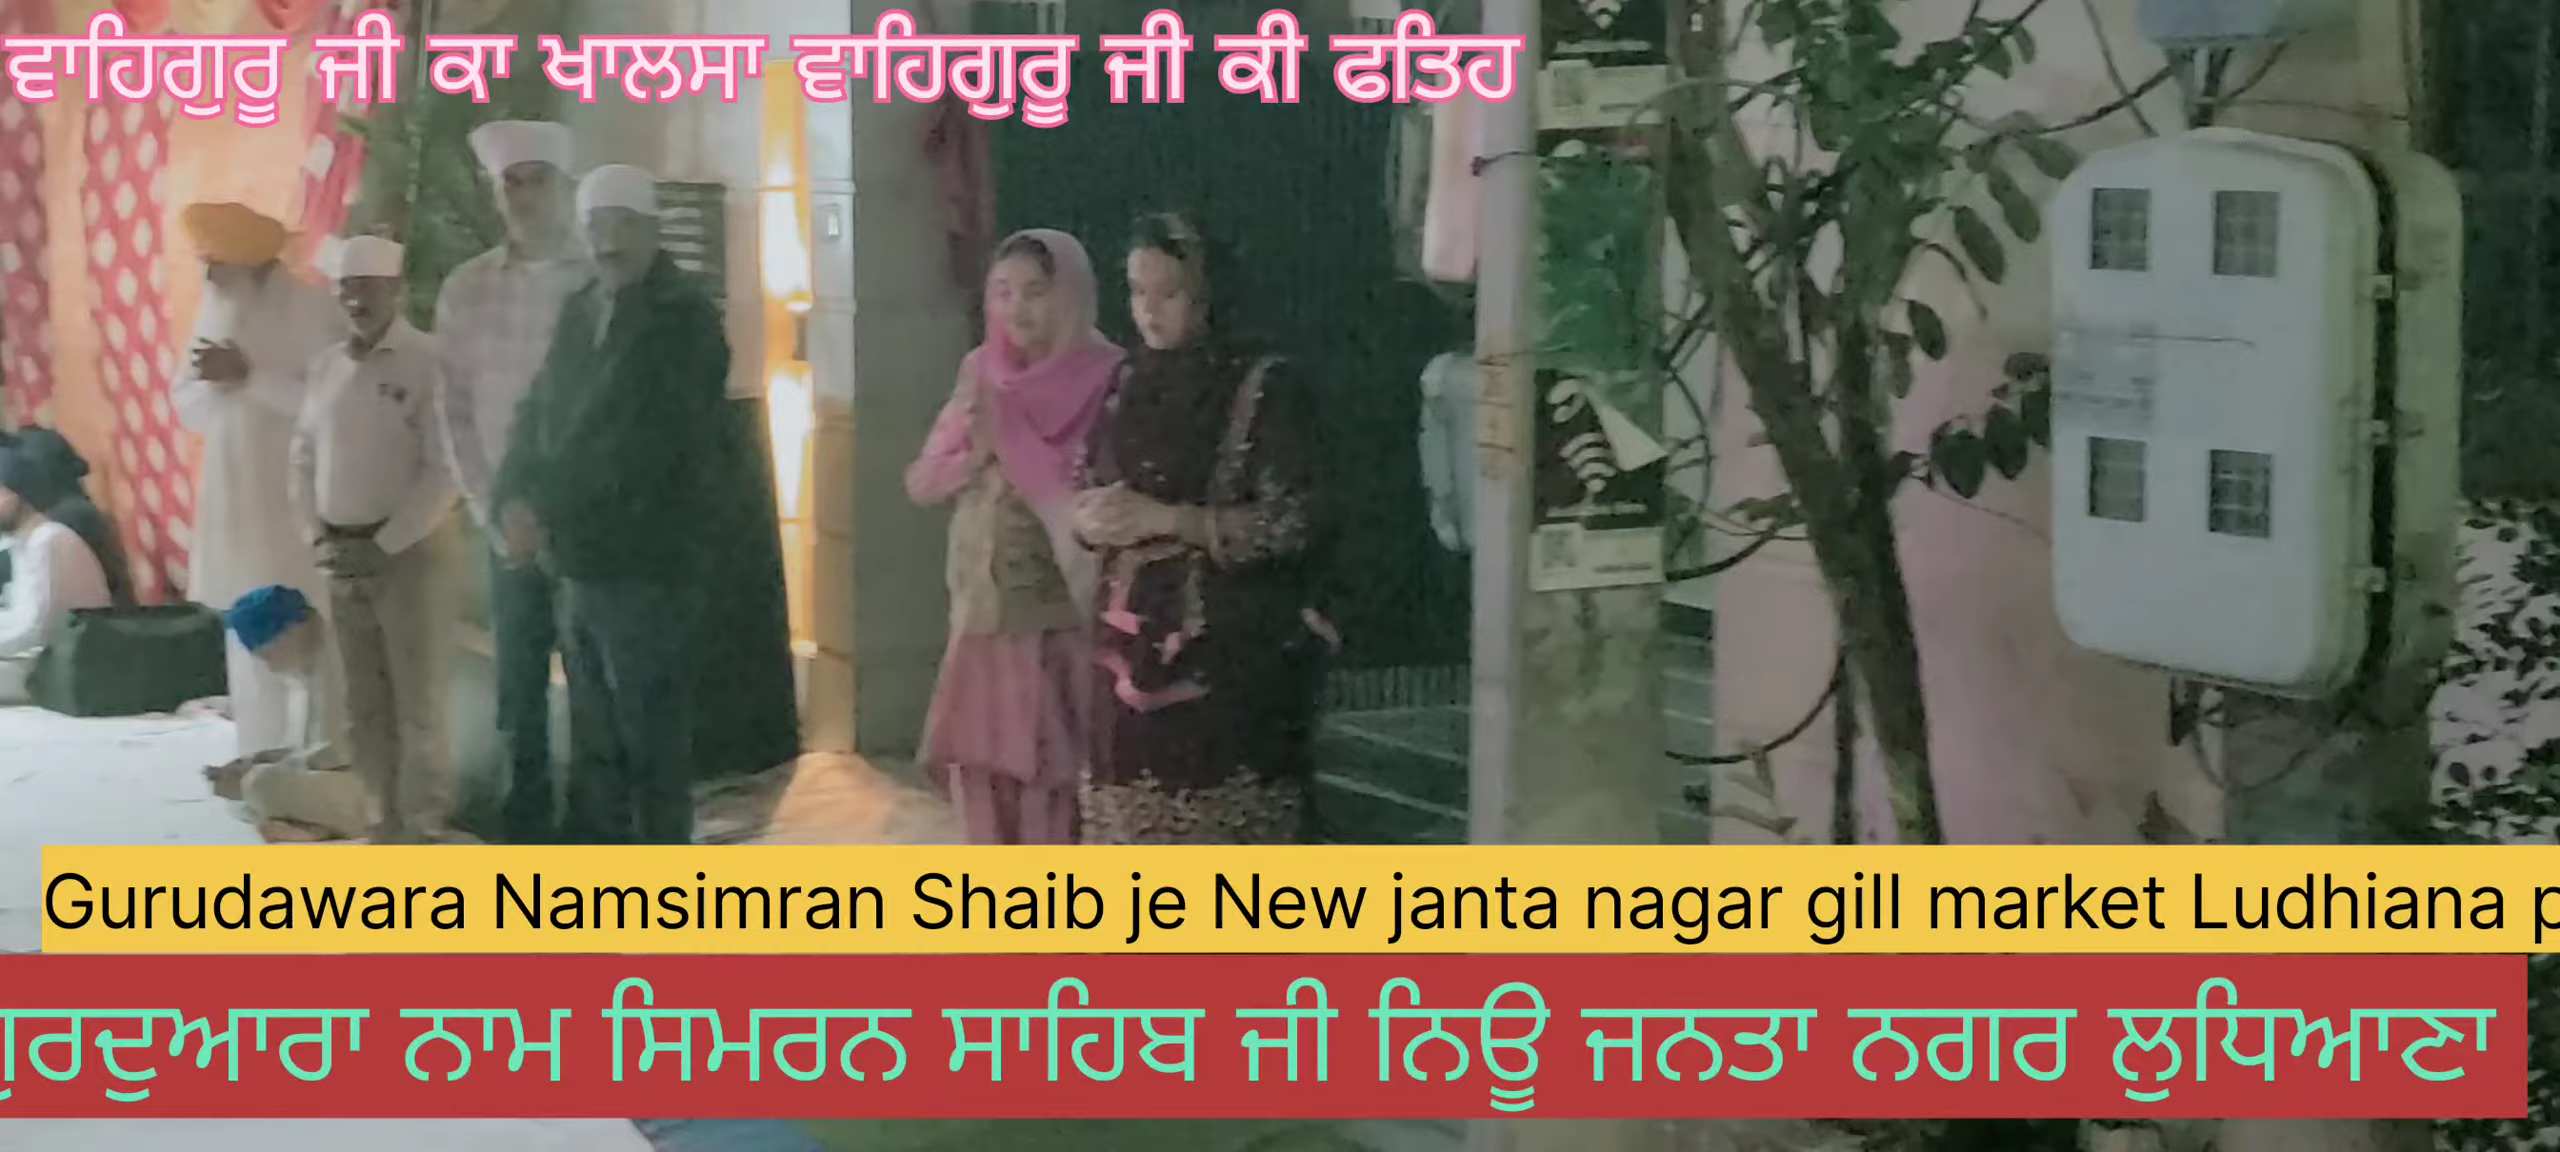 ਵਾਹਿਗੁਰੂ ਜੀ ਕਾ ਖਾਲਸਾ ਵਾਹਿਗੁਰੂ ਜੀ ਕੀ ਫਤਿਹ
Gurudawara Namsimran Shaib je New janta nagar gill market Ludhiana p
ਗੁਰਦੁਆਰਾ ਨਾਮ ਸਿਮਰਨ ਸਾਹਿਬ ਜੀ ਨਿਊ ਜਨਤਾ ਨਗਰ ਲੁਧਿਆਣਾ